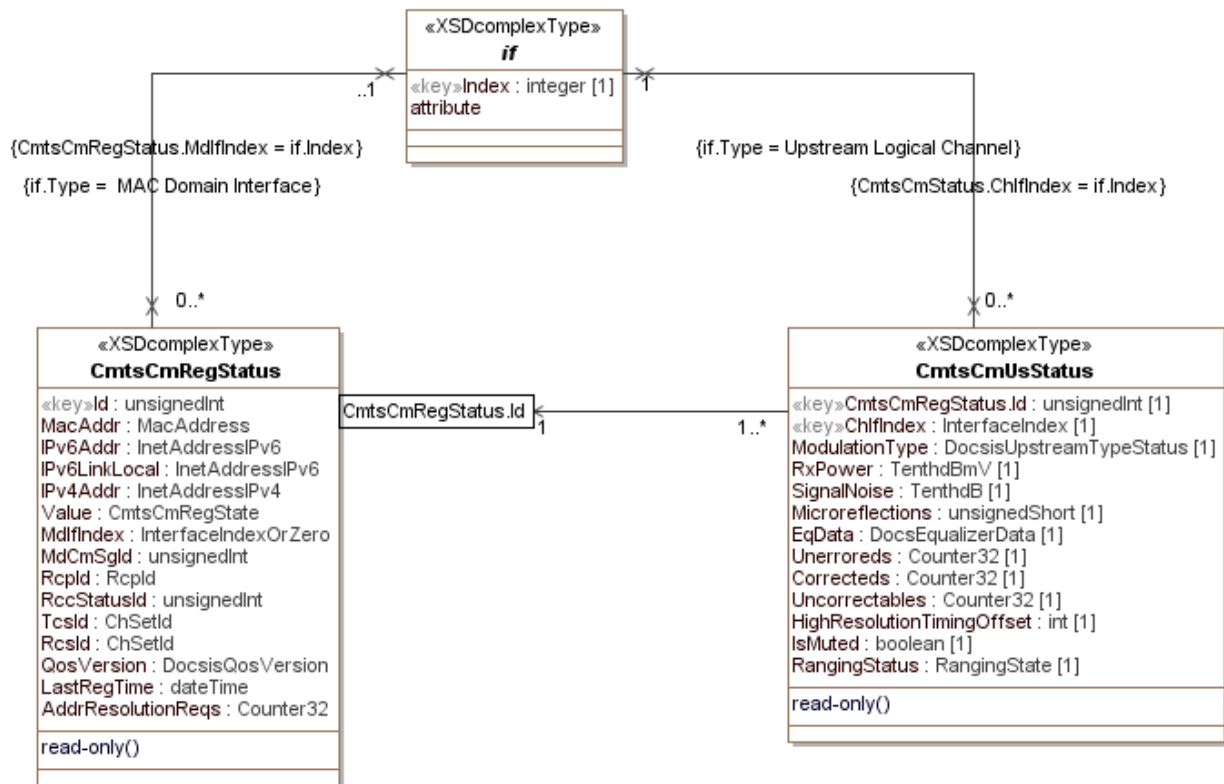 «XSDcomplexType»
if
«key»Index : integer [1]
attribute
..1
1
{CmtsCmRegStatus.MdIfIndex = if.Index}
{if.Type = MAC Domain Interface}
{if.Type = Upstream Logical Channel}
{CmtsCmStatus.ChIfIndex = if.Index}
0..*
0..*
«XSDcomplexType»
CmtsCmRegStatus
«key»Id : unsignedInt
MacAddr : MacAddress
IPv6Addr : InetAddressIPv6
IPv6LinkLocal : InetAddressIPv6
IPv4Addr : InetAddressIPv4
Value : CmtsCmRegState
MdIfIndex : InterfaceIndexOrZero
MdCmSgId : unsignedInt
RcpId : RcpId
RccStatusId : unsignedInt
TcsId : ChSetId
RcsId : ChSetId
QosVersion : DocsisQosVersion
LastRegTime : dateTime
AddrResolutionReqs : Counter32
read-only()
CmtsCmRegStatus.Id
1
1..*
«XSDcomplexType»
CmtsCmUsStatus
«key»CmtsCmRegStatus.Id : unsignedInt [1]
«key»ChIfIndex : InterfaceIndex [1]
ModulationType : DocsisUpstreamTypeStatus [1]
RxPower : TenthdBmV [1]
SignalNoise : TenthdB [1]
Microreflections : unsignedShort [1]
EqData : DocsEqualizerData [1]
Unerroreds : Counter32 [1]
Correcteds : Counter32 [1]
Uncorrectables : Counter32 [1]
HighResolutionTimingOffset : int [1]
IsMuted : boolean [1]
RangingStatus : RangingState [1]
read-only()